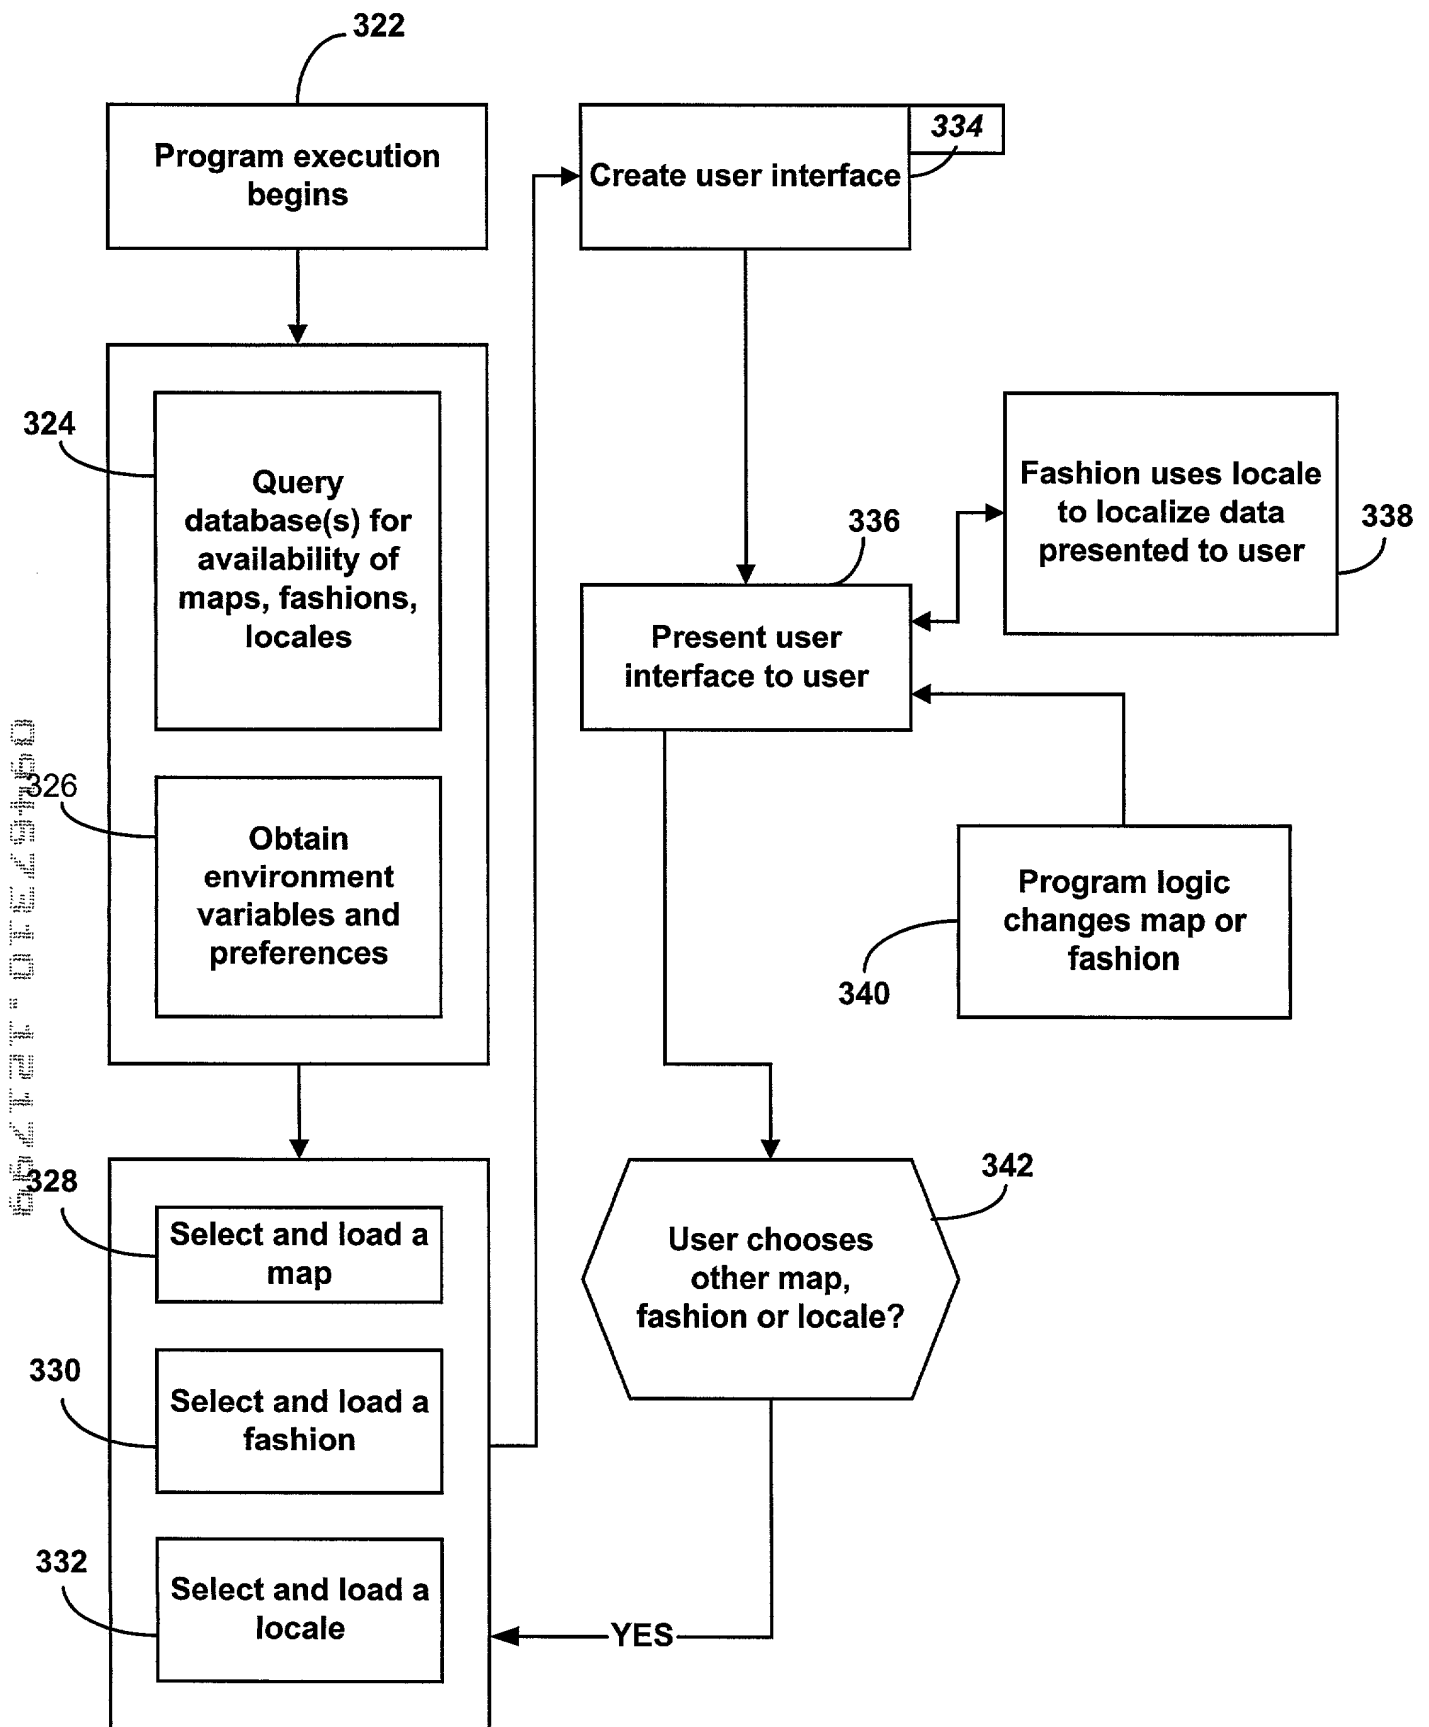 322
Program execution
begins
334
Create user interface
324
Query
database(s) for
availability of
maps, fashions,
locales
Fashion uses locale
to localize data
presented to user
338
336
Present user
interface to user
326
Obtain
environment
variables and
preferences
Program logic
changes map or
fashion
340
328
Select and load a
map
342
User chooses
other map,
fashion or locale?
330
Select and load a
fashion
332
Select and load a
locale
YES